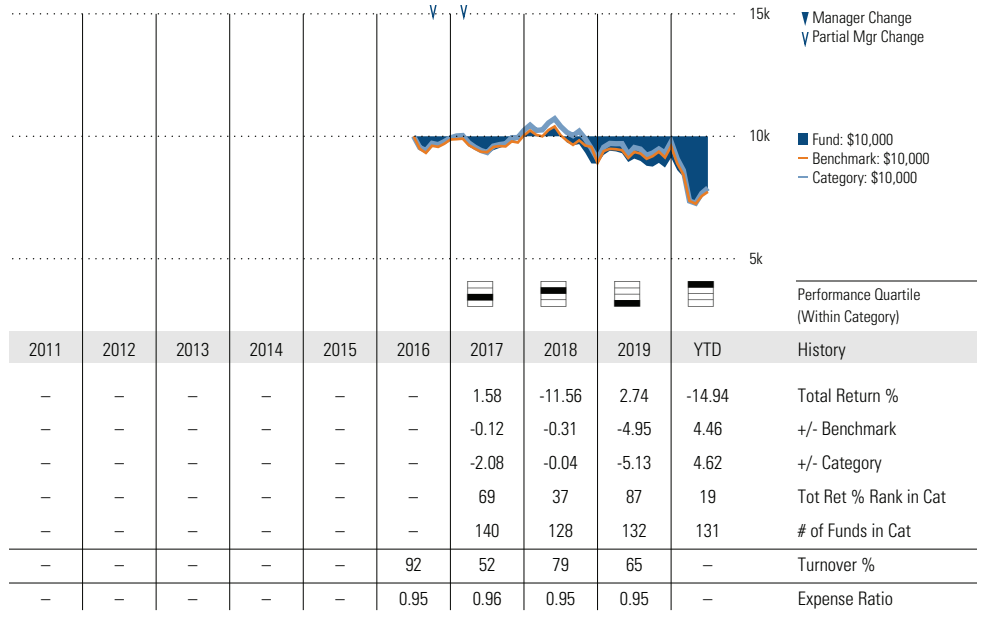 15k
Manager Change
Partial Mgr Change
10k
Fund: $10,000
Benchmark: $10,000
Category: $10,000
5k
Performance Quartile
(Within Category)
2011 2012 2013 2014 2015 2016 2017 2018 2019 YTD History
– – – – – – 1.58 -11.56 2.74 -14.94 Total Return %
– – – – – – -0.12 -0.31 -4.95 4.46 +/- Benchmark
– – – – – – -2.08 -0.04 -5.13 4.62 +/- Category
– – – – – – 69 37 87 19 Tot Ret % Rank in Cat
– – – – – – 140 128 132 131 # of Funds in Cat
– – – – – 92 52 79 65 – Turnover %
– – – – – 0.95 0.96 0.95 0.95 – Expense Ratio